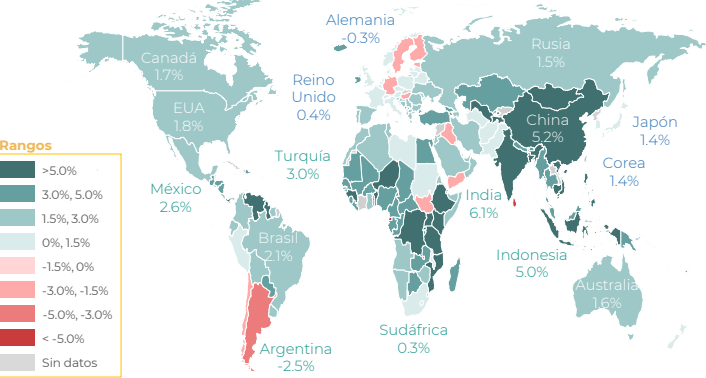 Alemania
-0.3%
Rusia
1.5%
Canadá
1.7%
Reino
Unido
0.4%
EUA
1.8%
China
5.2%
Japón
1.4%
Corea
1.4%
Turquía
3.0%
México
2.6%
India
6.1%
Brasil
2.1%
Indonesia
5.0%
Australia
1.6%
Sudáfrica
0.3%
Argentina
-2.5%
Rangos
>5.0%
3.0%, 5.0%
1.5%, 3.0%
0%, 1.5%
-1.5%, 0%
-3.0%, -1.5%
-5.0%, -3.0%
< -5.0%
Sin datos